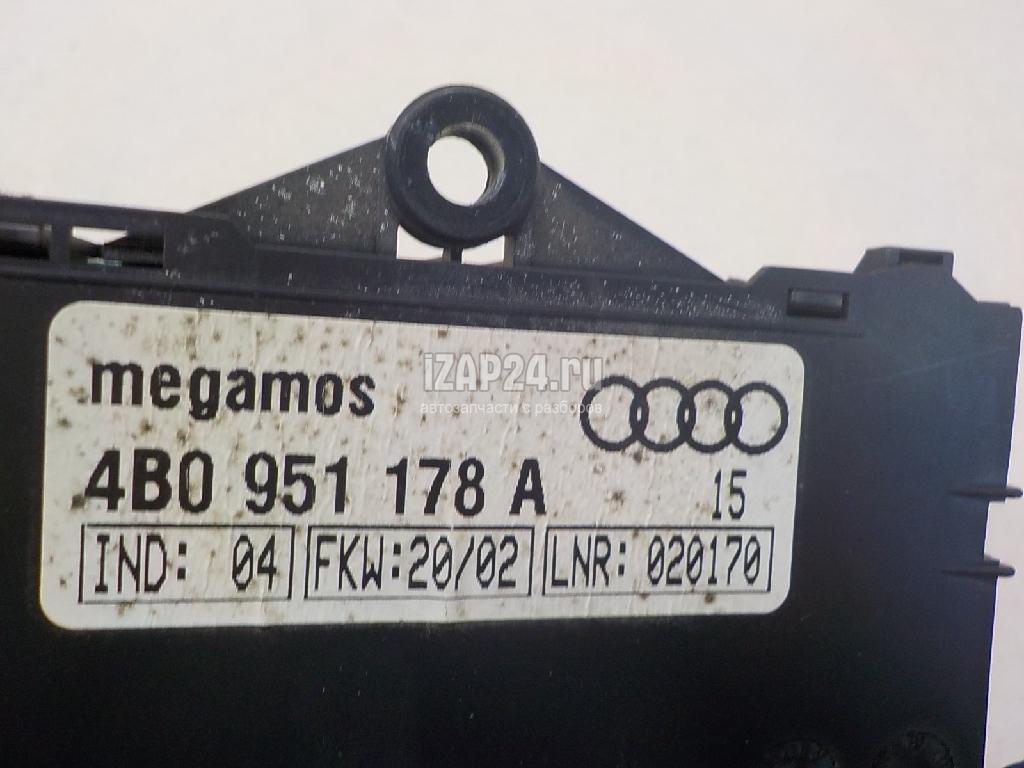 megamos
iZAP24.ru
автозапчасти с разборов
4B0 951 178 A
15
IND: 04 FKW:20/02 LNR: 020170